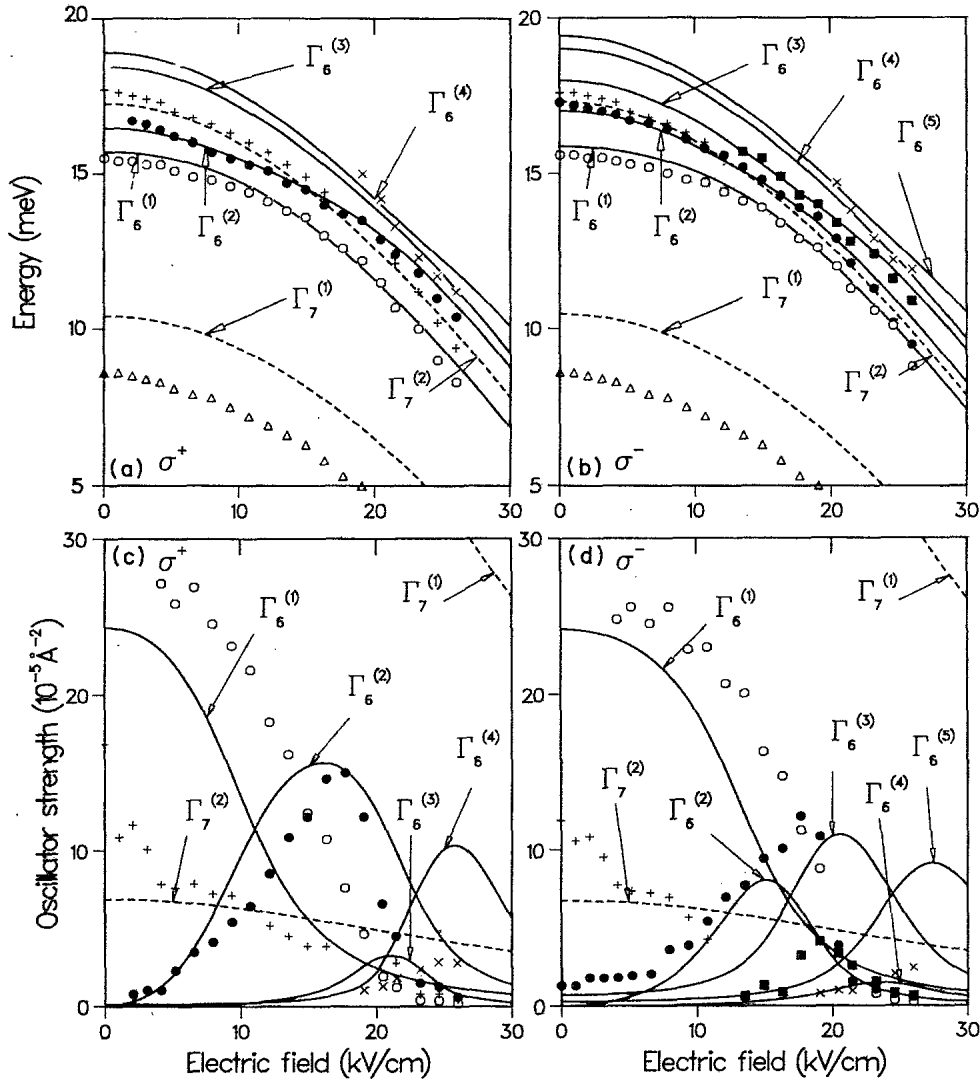 20
15
10
5
0 10 20 30
Energy (meV)
Γ₆⁽³⁾
Γ₆⁽⁴⁾
Γ₆⁽¹⁾
Γ₆⁽²⁾
Γ₇⁽¹⁾
Γ₇⁽²⁾
(a) σ⁺
20
15
10
5
0 10 20 30
Γ₆⁽³⁾
Γ₆⁽⁴⁾
Γ₆⁽⁵⁾
Γ₆⁽¹⁾
Γ₆⁽²⁾
Γ₇⁽¹⁾
Γ₇⁽²⁾
(b) σ⁻
30
20
10
0
0 10 20 30
Oscillator strength (10⁻⁵ Å⁻²)
(c) σ⁺
Γ₇⁽¹⁾
Γ₆⁽¹⁾
Γ₆⁽²⁾
Γ₆⁽⁴⁾
Γ₇⁽²⁾
Γ₆⁽³⁾
Electric field (kV/cm)
30
20
10
0
0 10 20 30
(d) σ⁻
Γ₇⁽¹⁾
Γ₆⁽¹⁾
Γ₆⁽³⁾
Γ₆⁽⁵⁾
Γ₇⁽²⁾
Γ₆⁽²⁾
Γ₆⁽⁴⁾
Electric field (kV/cm)